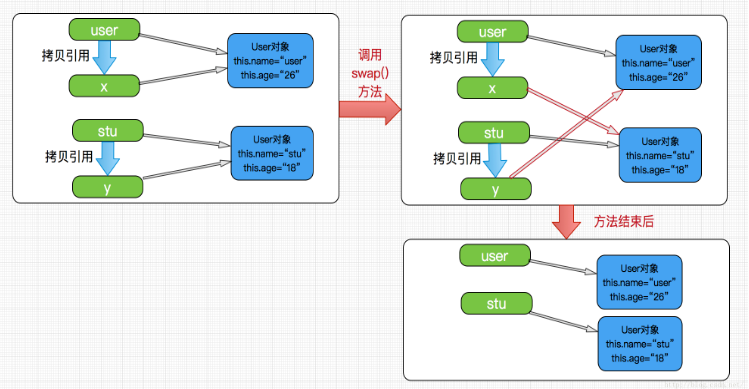 user
拷贝引用
x
User对象
this.name=“user”
this.age=“26”
stu
拷贝引用
y
User对象
this.name=“stu”
this.age=“18”
调用
swap()
方法
user
拷贝引用
x
User对象
this.name=“user”
this.age=“26”
stu
拷贝引用
y
User对象
this.name=“stu”
this.age=“18”
方法结束后
user
User对象
this.name=“user”
this.age=“26”
stu
User对象
this.name=“stu”
this.age=“18”